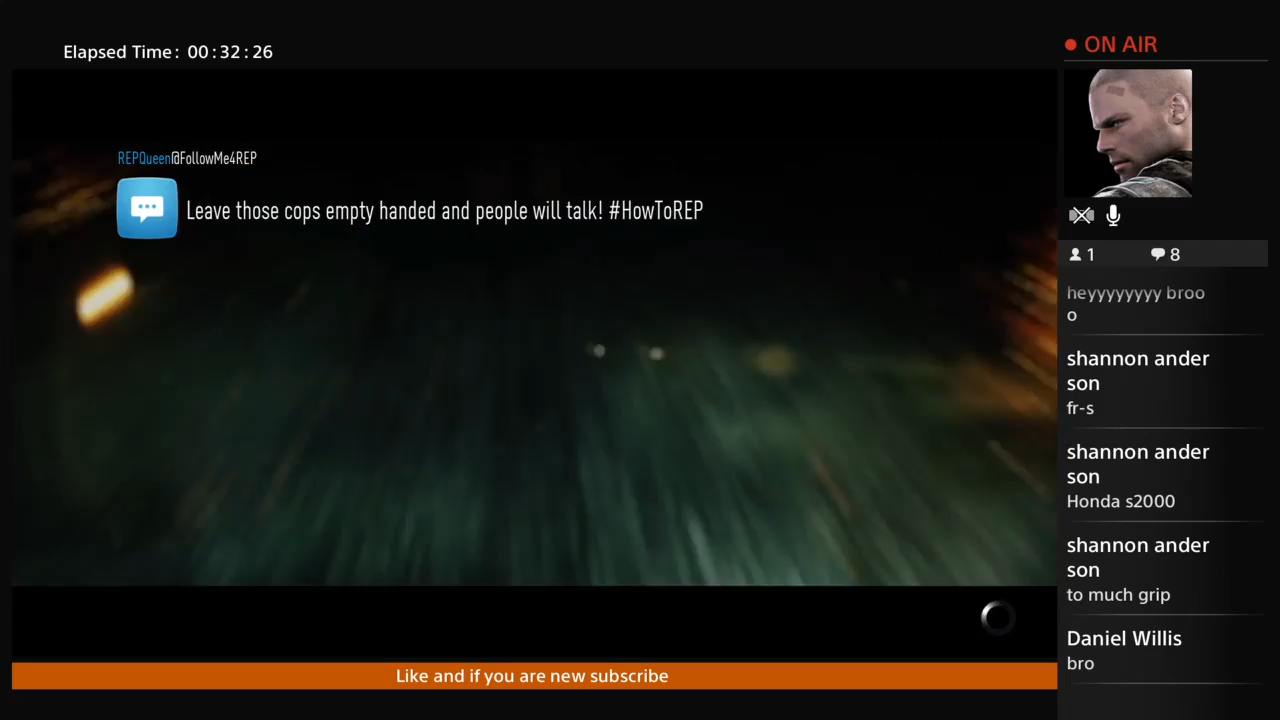 Elapsed Time: 00:32:26
ON AIR
REPQueen@FollowMe4REP
Leave those cops empty handed and people will talk! #HowToREP
1 8
heyyyyyyyy broo
o
shannon ander
son
fr-s
shannon ander
son
Honda s2000
shannon ander
son
to much grip
Daniel Willis
bro
Like and if you are new subscribe